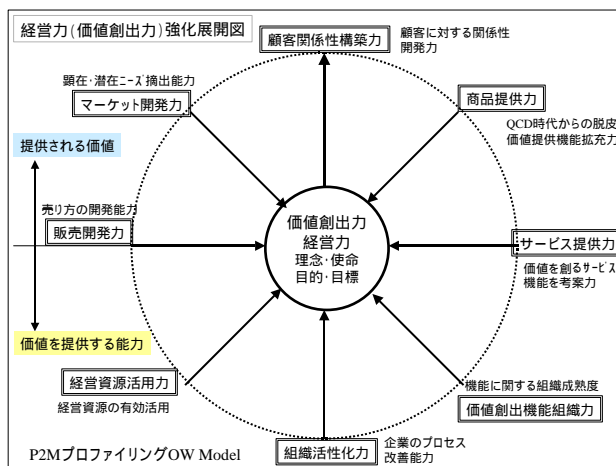 経営力(価値創出力)強化展開図
顧客関係性構築力
顧客に対する関係性
開発力
顕在・潜在ニーズ摘出能力
マーケット開発力
商品提供力
QCD時代からの脱皮
価値提供機能拡充力
提供される価値
売り方の開発能力
販売開発力
価値創出力
経営力
理念・使命
目的・目標
サービス提供力
価値を創るサービス
機能を考案力
価値を提供する能力
経営資源活用力
経営資源の有効活用
機能に関する組織成熟度
価値創出機能組織力
組織活性化力
企業のプロセス
改善能力
P2MプロファイリングOW Model